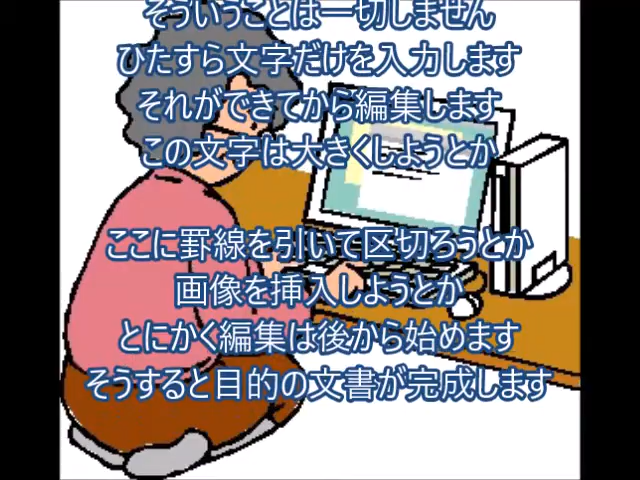 そういうことは一切しません
ひたすら文字だけを入力します
それができてから編集します
この文字は大きくしようとか
ここに罫線を引いて区切ろうとか
画像を挿入しようとか
とにかく編集は後から始めます
そうすると目的の文書が完成します